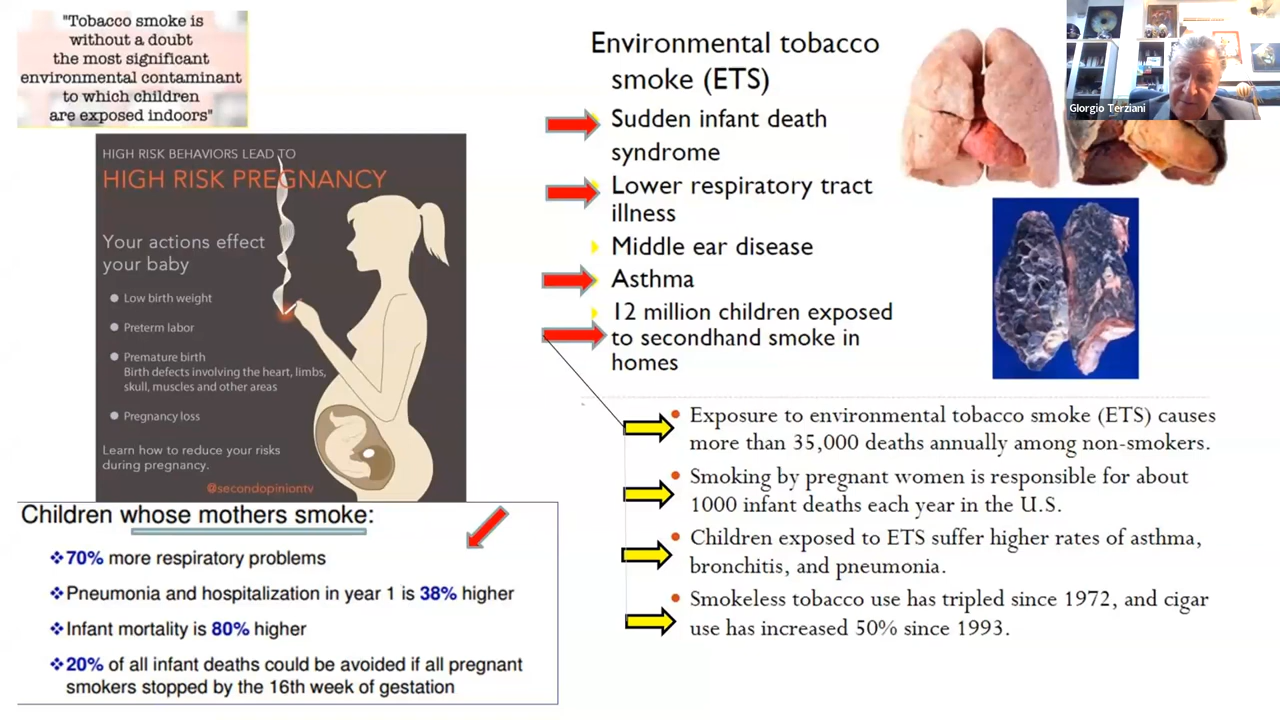 "Tobacco smoke is
without a doubt
the most significant
environmental contaminant
to which children
are exposed indoors"
HIGH RISK BEHAVIORS LEAD TO
HIGH RISK PREGNANCY
Your actions effect
your baby
Low birth weight
Preterm labor
Premature birth
Birth defects involving the heart, limbs,
skull, muscles and other areas
Pregnancy loss
Learn how to reduce your risks
during pregnancy.
@secondopiniontv
Children whose mothers smoke:
❖70% more respiratory problems
❖Pneumonia and hospitalization in year 1 is 38% higher
❖Infant mortality is 80% higher
❖20% of all infant deaths could be avoided if all pregnant
smokers stopped by the 16th week of gestation
Environmental tobacco
smoke (ETS)
Sudden infant death
syndrome
Lower respiratory tract
illness
Middle ear disease
Asthma
12 million children exposed
to secondhand smoke in
homes
• Exposure to environmental tobacco smoke (ETS) causes
more than 35,000 deaths annually among non-smokers.
• Smoking by pregnant women is responsible for about
1000 infant deaths each year in the U.S.
• Children exposed to ETS suffer higher rates of asthma,
bronchitis, and pneumonia.
• Smokeless tobacco use has tripled since 1972, and cigar
use has increased 50% since 1993.
GIorgio Terziani